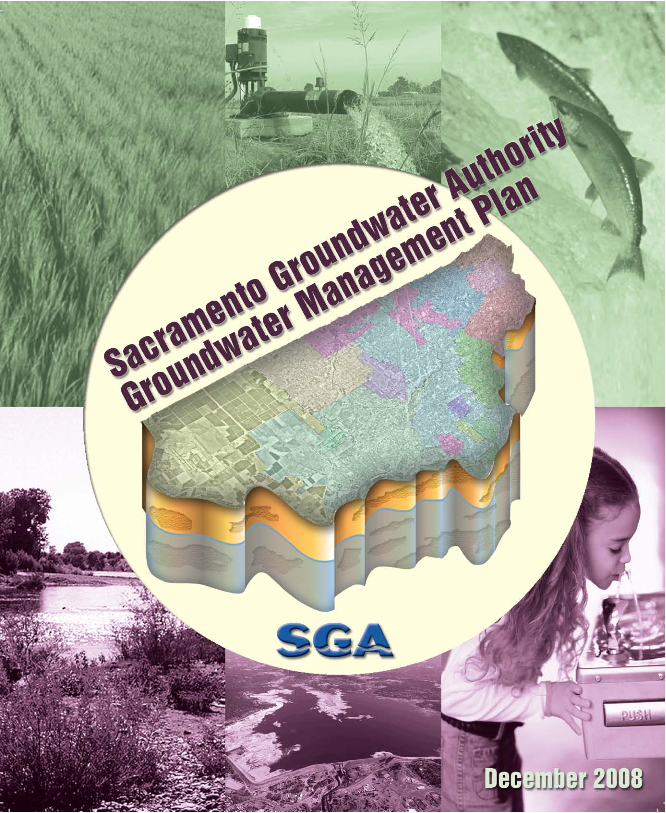 Sacramento Groundwater Authority
Groundwater Management Plan
SGA
PUSH
December 2008